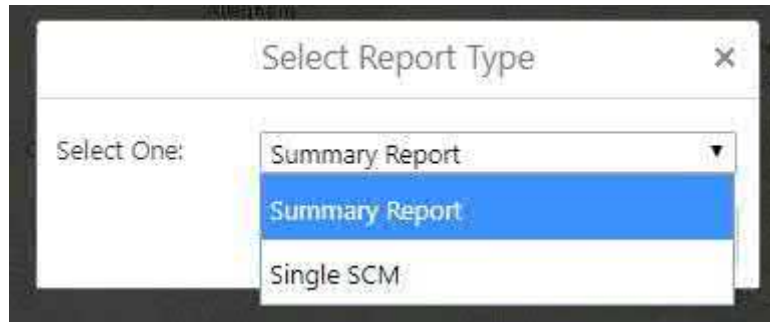 Select Report Type ×
Select One:
Summary Report
Summary Report
Single SCM